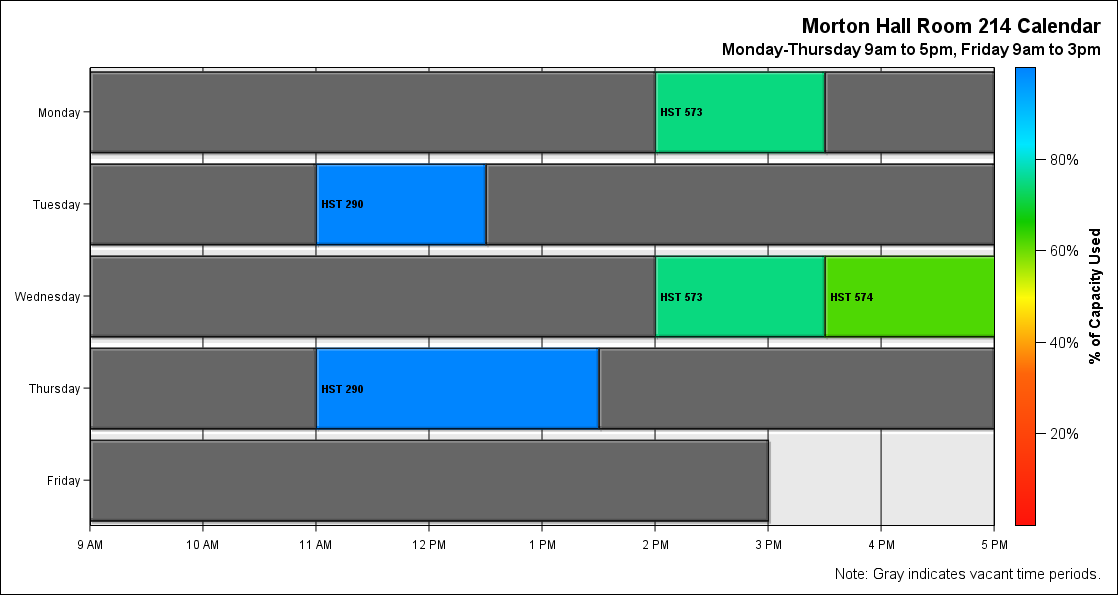 Morton Hall Room 214 Calendar
Monday-Thursday 9am to 5pm, Friday 9am to 3pm
Monday
HST 573
80%
Tuesday
HST 290
60%
Wednesday
HST 573
HST 574
% of Capacity Used
40%
Thursday
HST 290
20%
Friday
9 AM 10 AM 11 AM 12 PM 1 PM 2 PM 3 PM 4 PM 5 PM
Note: Gray indicates vacant time periods.